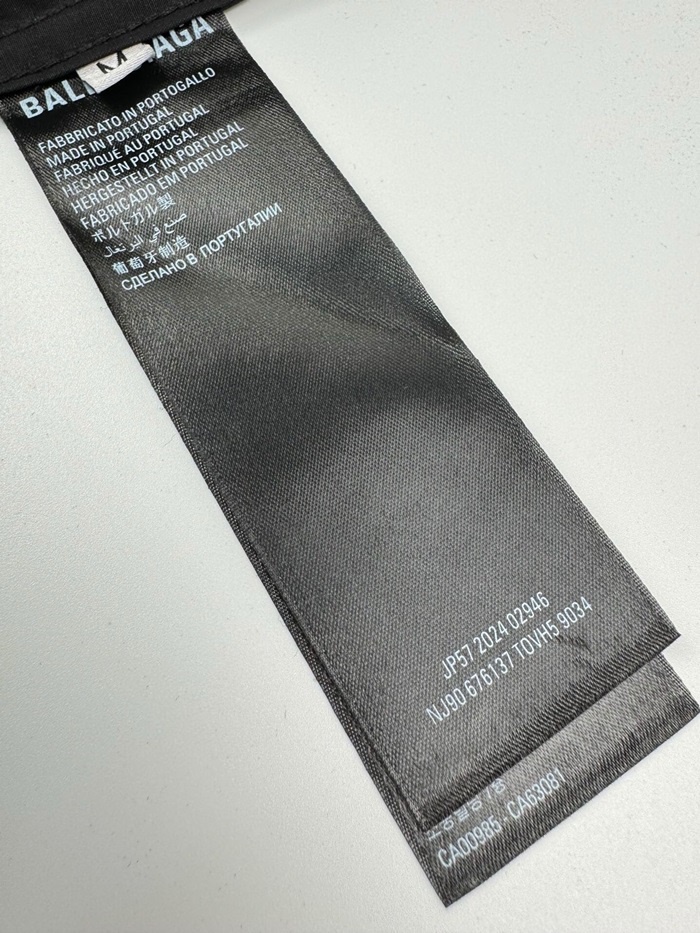 M
FABBRICATO IN PORTOGALLO
MADE IN PORTUGAL
FABRIQUÉ AU PORTUGAL
HECHO EN PORTUGAL
HERGESTELLT IN PORTUGAL
FABRICADO EM PORTUGAL
ポルトガル製
صنع في البرتغال
葡萄牙制造
СДЕЛАНО В ПОРТУГАЛИИ
JP57 2024 02946
NJ90 676137 TOVH5 9034
CA00985 - CA63081